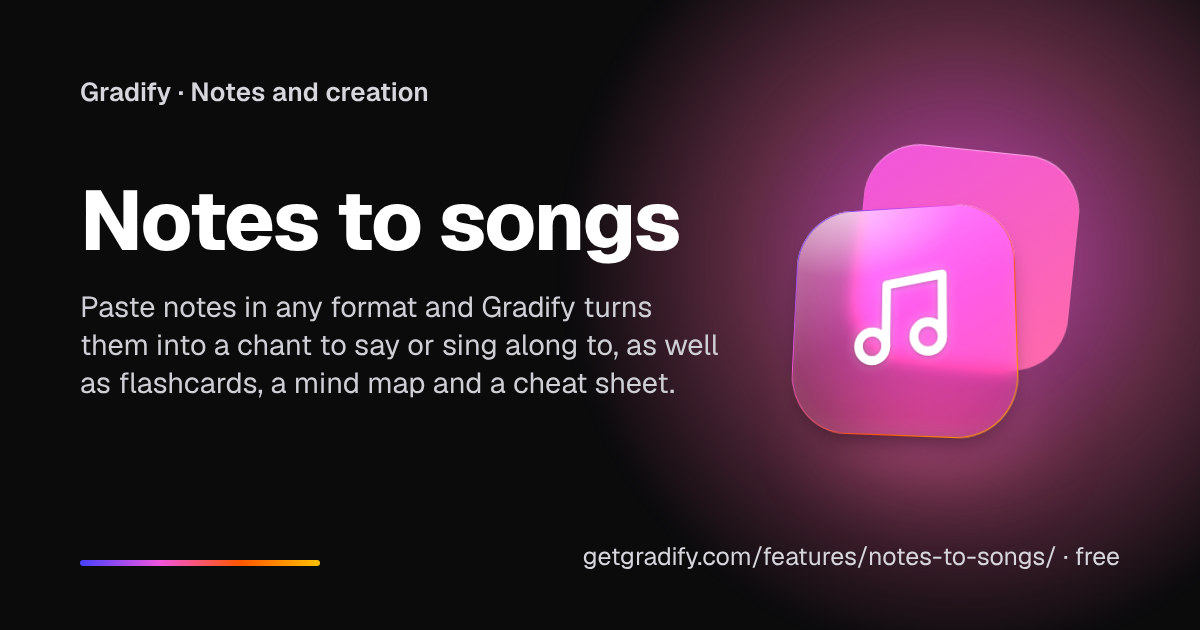 Gradify · Notes and creation
Notes to songs
Paste notes in any format and Gradify turns
them into a chant to say or sing along to, as well
as flashcards, a mind map and a cheat sheet.
getgradify.com/features/notes-to-songs/ · free